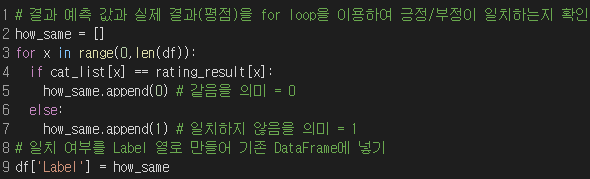 1 # 결과 예측 값과 실제 결과(평점)을 for loop을 이용하여 긍정/부정이 일치하는지 확인
2 how_same = []
3 for x in range(0,len(df)):
4   if cat_list[x] == rating_result[x]:
5     how_same.append(0) # 같음을 의미 = 0
6   else:
7     how_same.append(1) # 일치하지 않음을 의미 = 1
8 # 일치 여부를 Label 열로 만들어 기존 DataFrame에 넣기
9 df['Label'] = how_same